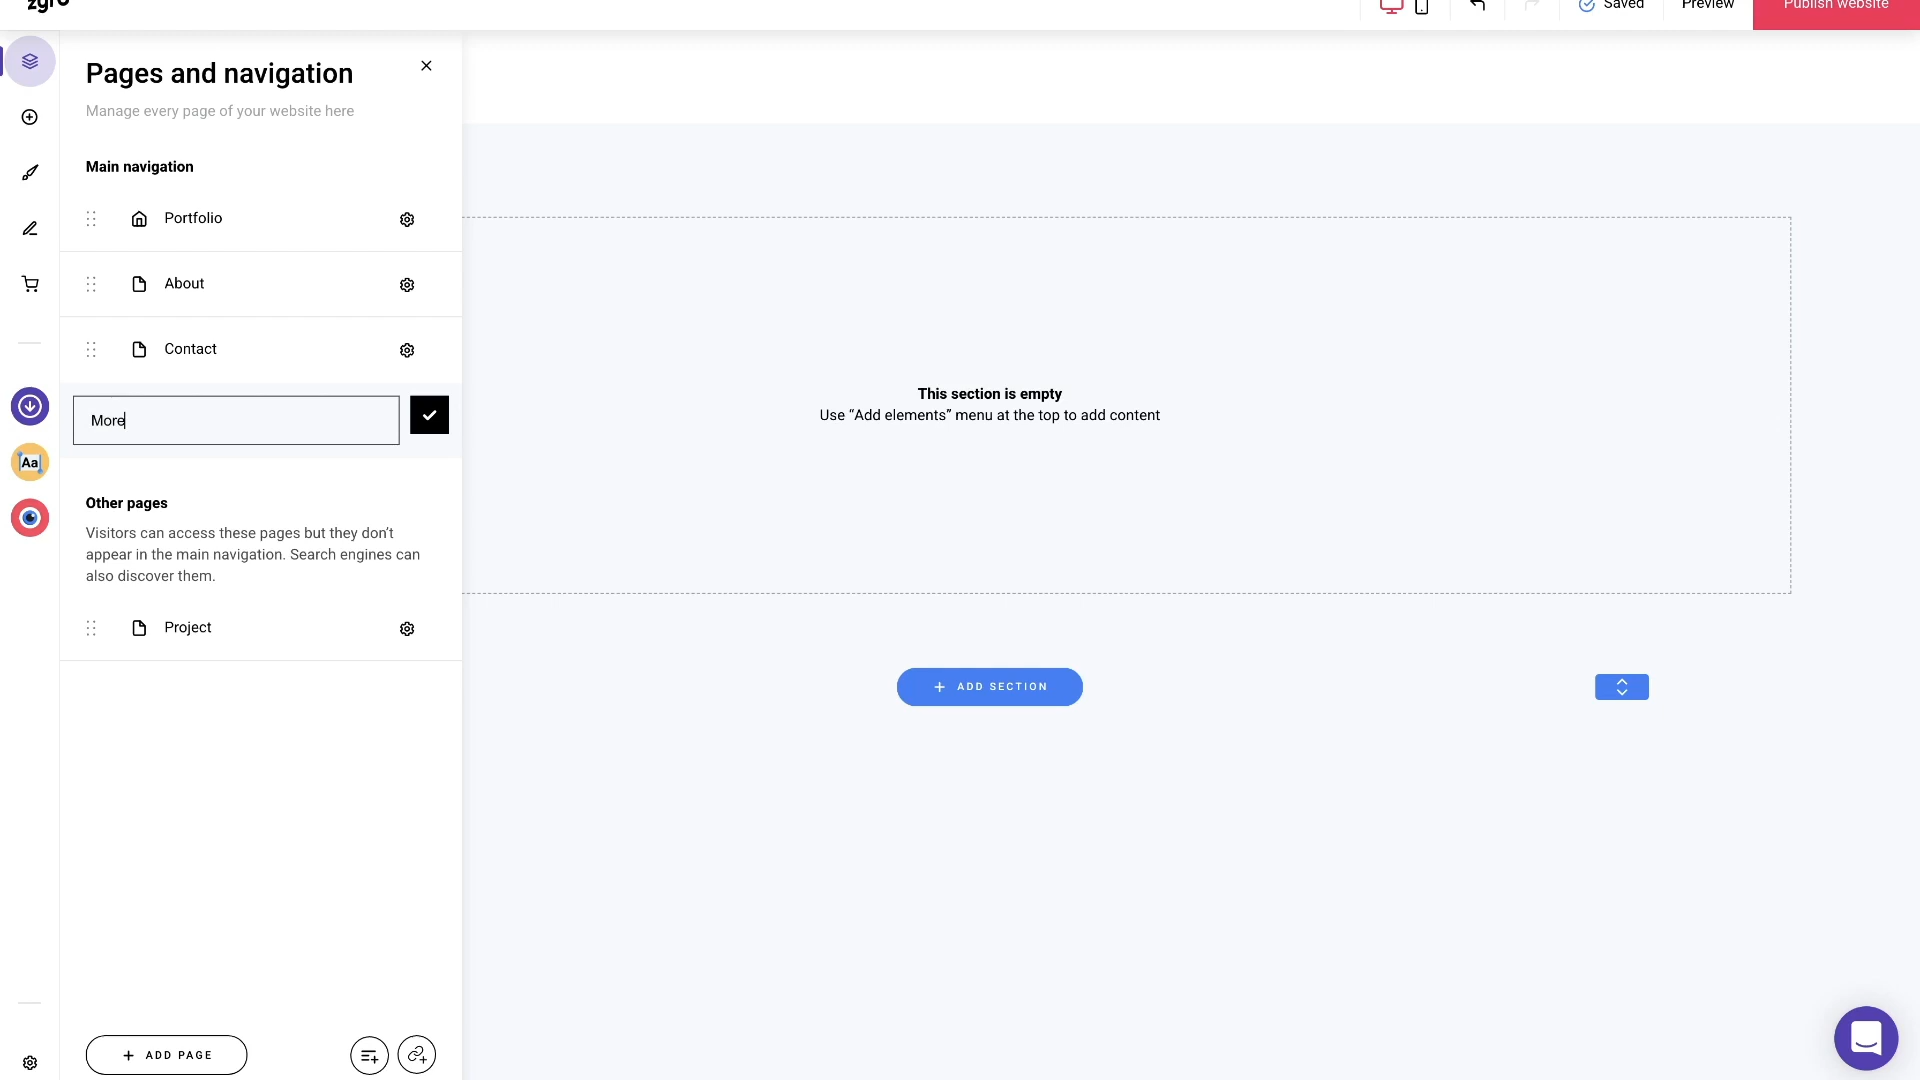 zyro
Saved
Preview
Publish website
Pages and navigation
Manage every page of your website here
Main navigation
Portfolio
About
Contact
More
Other pages
Visitors can access these pages but they don’t
appear in the main navigation. Search engines can
also discover them.
Project
ADD PAGE
Aa
This section is empty
Use “Add elements” menu at the top to add content
ADD SECTION